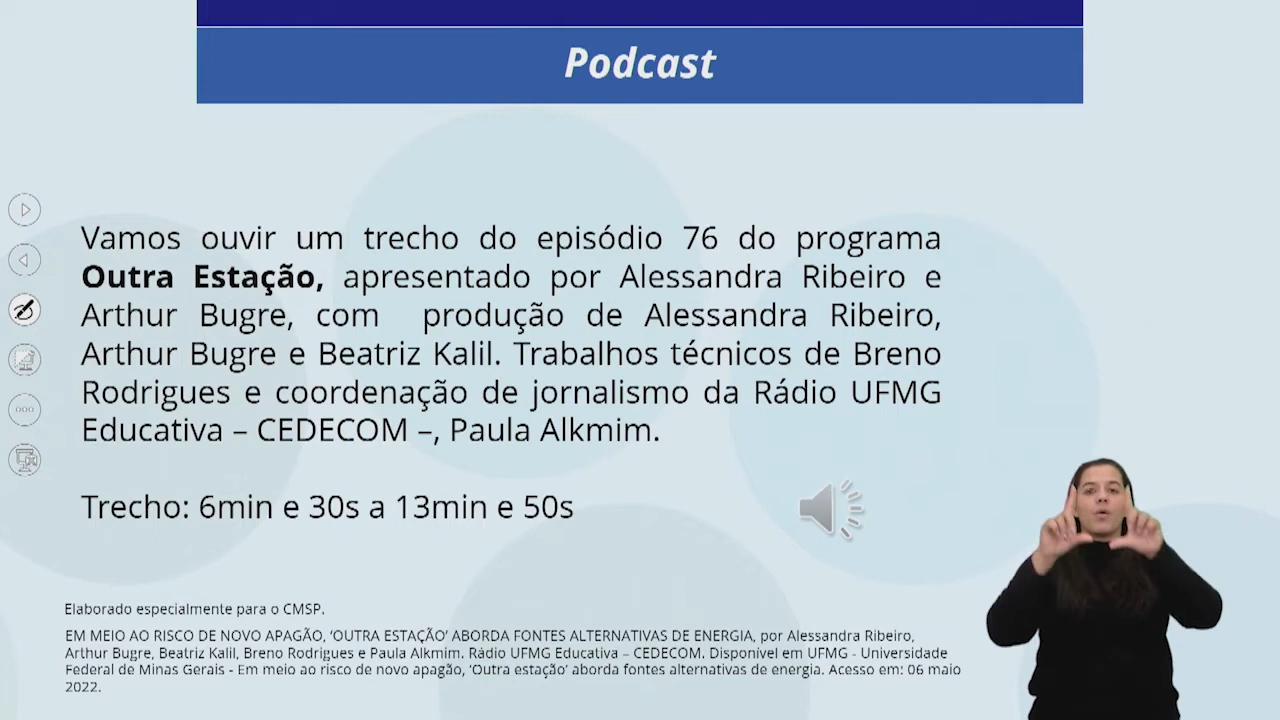 Podcast
Vamos ouvir um trecho do episódio 76 do programa
Outra Estação, apresentado por Alessandra Ribeiro e
Arthur Bugre, com produção de Alessandra Ribeiro,
Arthur Bugre e Beatriz Kalil. Trabalhos técnicos de Breno
Rodrigues e coordenação de jornalismo da Rádio UFMG
Educativa – CEDECOM –, Paula Alkmim.
Trecho: 6min e 30s a 13min e 50s
Elaborado especialmente para o CMSP.
EM MEIO AO RISCO DE NOVO APAGÃO, ‘OUTRA ESTAÇÃO’ ABORDA FONTES ALTERNATIVAS DE ENERGIA, por Alessandra Ribeiro,
Arthur Bugre, Beatriz Kalil, Breno Rodrigues e Paula Alkmim. Rádio UFMG Educativa – CEDECOM. Disponível em UFMG - Universidade
Federal de Minas Gerais - Em meio ao risco de novo apagão, ‘Outra estação’ aborda fontes alternativas de energia. Acesso em: 06 maio
2022.